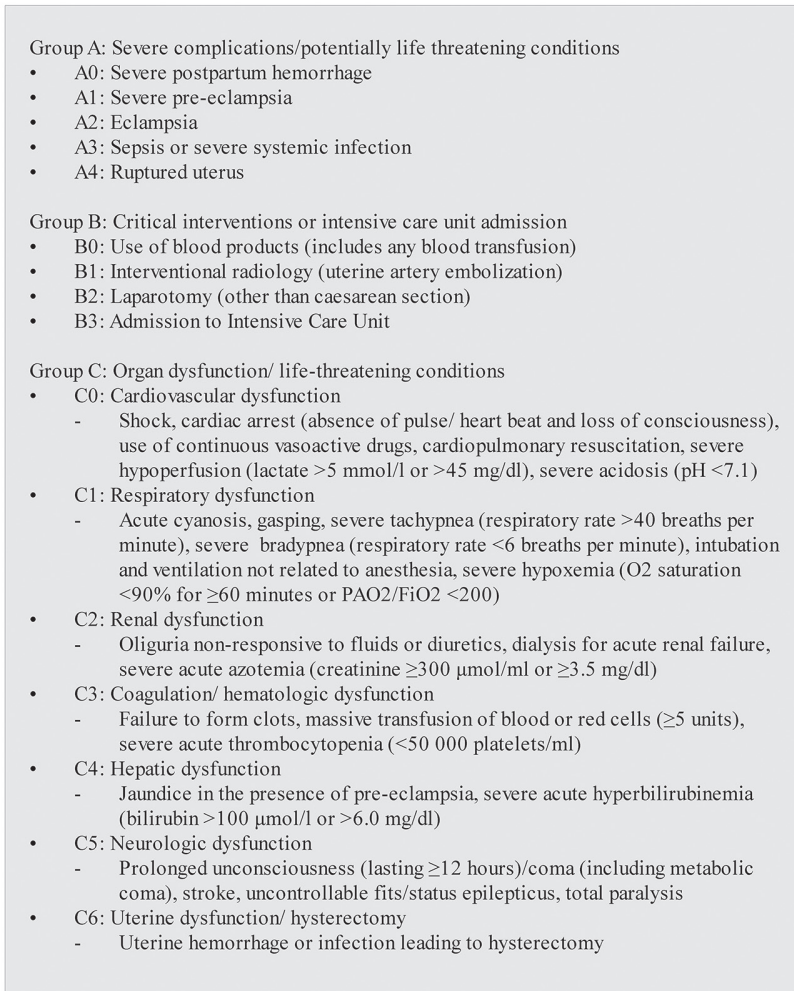 Group A: Severe complications/potentially life threatening conditions
• A0: Severe postpartum hemorrhage
• A1: Severe pre-eclampsia
• A2: Eclampsia
• A3: Sepsis or severe systemic infection
• A4: Ruptured uterus
Group B: Critical interventions or intensive care unit admission
• B0: Use of blood products (includes any blood transfusion)
• B1: Interventional radiology (uterine artery embolization)
• B2: Laparotomy (other than caesarean section)
• B3: Admission to Intensive Care Unit
Group C: Organ dysfunction/ life-threatening conditions
• C0: Cardiovascular dysfunction
- Shock, cardiac arrest (absence of pulse/ heart beat and loss of consciousness),
use of continuous vasoactive drugs, cardiopulmonary resuscitation, severe
hypoperfusion (lactate >5 mmol/l or >45 mg/dl), severe acidosis (pH <7.1)
• C1: Respiratory dysfunction
- Acute cyanosis, gasping, severe tachypnea (respiratory rate >40 breaths per
minute), severe bradypnea (respiratory rate <6 breaths per minute), intubation
and ventilation not related to anesthesia, severe hypoxemia (O2 saturation
<90% for ≥60 minutes or PAO2/FiO2 <200)
• C2: Renal dysfunction
- Oliguria non-responsive to fluids or diuretics, dialysis for acute renal failure,
severe acute azotemia (creatinine ≥300 μmol/ml or ≥3.5 mg/dl)
• C3: Coagulation/ hematologic dysfunction
- Failure to form clots, massive transfusion of blood or red cells (≥5 units),
severe acute thrombocytopenia (<50 000 platelets/ml)
• C4: Hepatic dysfunction
- Jaundice in the presence of pre-eclampsia, severe acute hyperbilirubinemia
(bilirubin >100 μmol/l or >6.0 mg/dl)
• C5: Neurologic dysfunction
- Prolonged unconsciousness (lasting ≥12 hours)/coma (including metabolic
coma), stroke, uncontrollable fits/status epilepticus, total paralysis
• C6: Uterine dysfunction/ hysterectomy
- Uterine hemorrhage or infection leading to hysterectomy